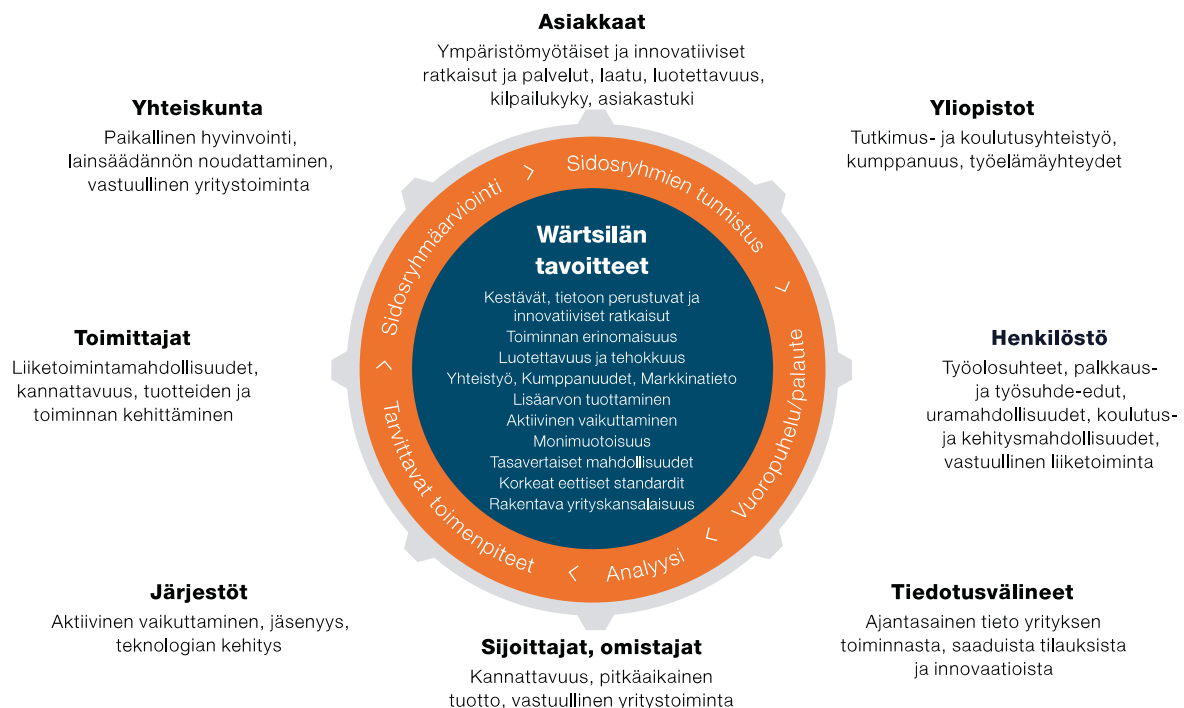 Asiakkaat
Ympäristömyötäiset ja innovatiiviset
ratkaisut ja palvelut, laatu, luotettavuus,
kilpailukyky, asiakastuki
Yhteiskunta
Paikallinen hyvinvointi,
lainsäädännön noudattaminen,
vastuullinen yritystoiminta
Yliopistot
Tutkimus- ja koulutusyhteistyö,
kumppanuus, työelämäyhteydet
Sidosryhmäarviointi >
Sidosryhmien tunnistus >
Vuoropuhelu/palaute >
Analyysi >
Tarvittavat toimenpiteet >
Wärtsilän
tavoitteet
Kestävät, tietoon perustuvat ja
innovatiiviset ratkaisut
Toiminnan erinomaisuus
Luotettavuus ja tehokkuus
Yhteistyö, Kumppanuudet, Markkinatieto
Lisäarvon tuottaminen
Aktiivinen vaikuttaminen
Monimuotoisuus
Tasavertaiset mahdollisuudet
Korkeat eettiset standardit
Rakentava yrityskansalaisuus
Toimittajat
Liiketoimintamahdollisuudet,
kannattavuus, tuotteiden ja
toiminnan kehittäminen
Henkilöstö
Työolosuhteet, palkkaus-
ja työsuhde-edut,
uramahdollisuudet, koulutus-
ja kehitysmahdollisuudet,
vastuullinen liiketoiminta
Järjestöt
Aktiivinen vaikuttaminen, jäsenyys,
teknologian kehitys
Sijoittajat, omistajat
Kannattavuus, pitkäaikainen
tuotto, vastuullinen yritystoiminta
Tiedotusvälineet
Ajantasainen tieto yrityksen
toiminnasta, saaduista tilauksista
ja innovaatioista